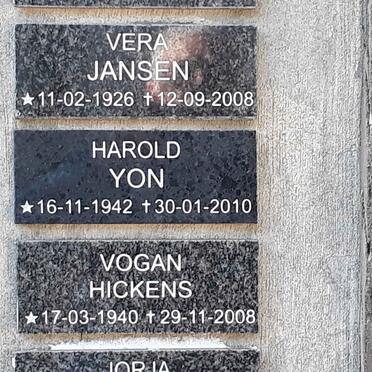 VERA
JANSEN
★11-02-1926 ✝12-09-2008
HAROLD
YON
★16-11-1942 ✝30-01-2010
VOGAN
HICKENS
★17-03-1940 ✝29-11-2008
JORJA